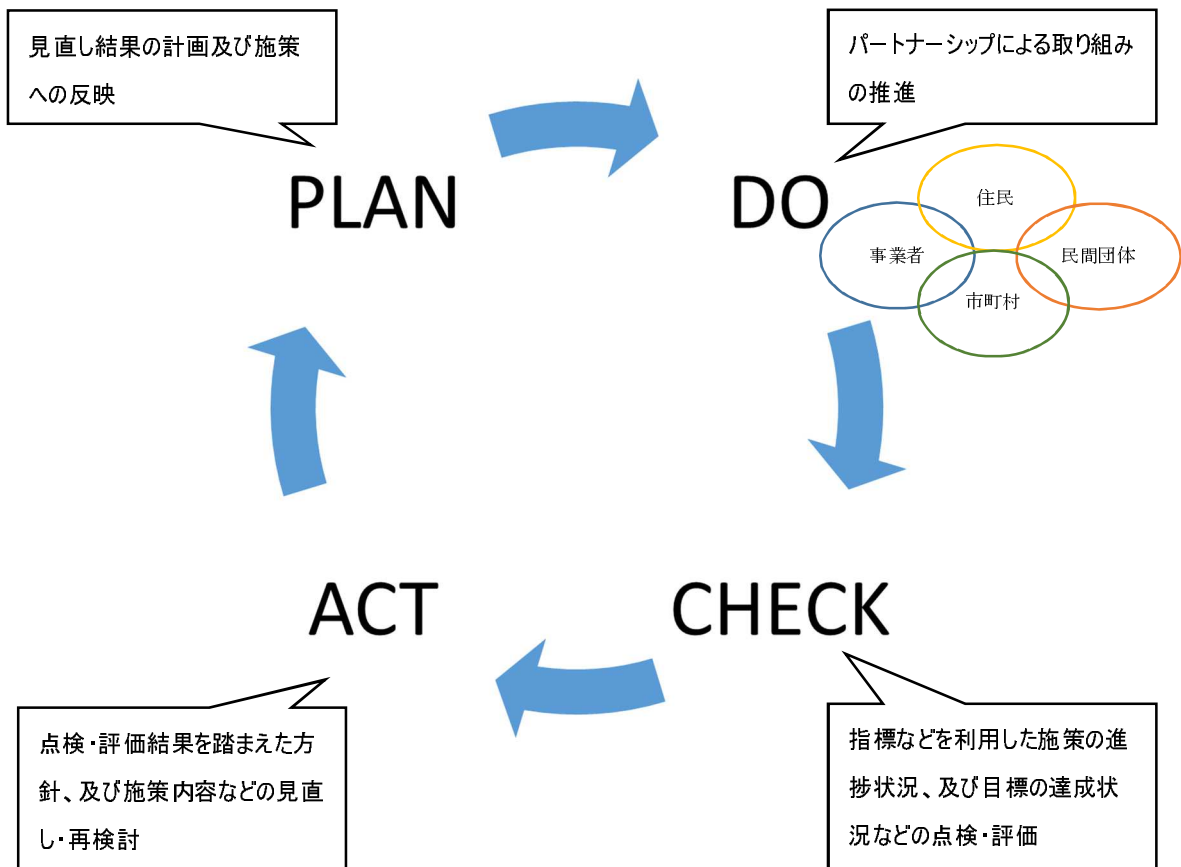 見直し結果の計画及び施策
への反映
パートナーシップによる取り組み
の推進
PLAN
DO
住民
事業者
民間団体
市町村
ACT
CHECK
点検・評価結果を踏まえた方
針、及び施策内容などの見直
し・再検討
指標などを利用した施策の進
捗状況、及び目標の達成状
況などの点検・評価